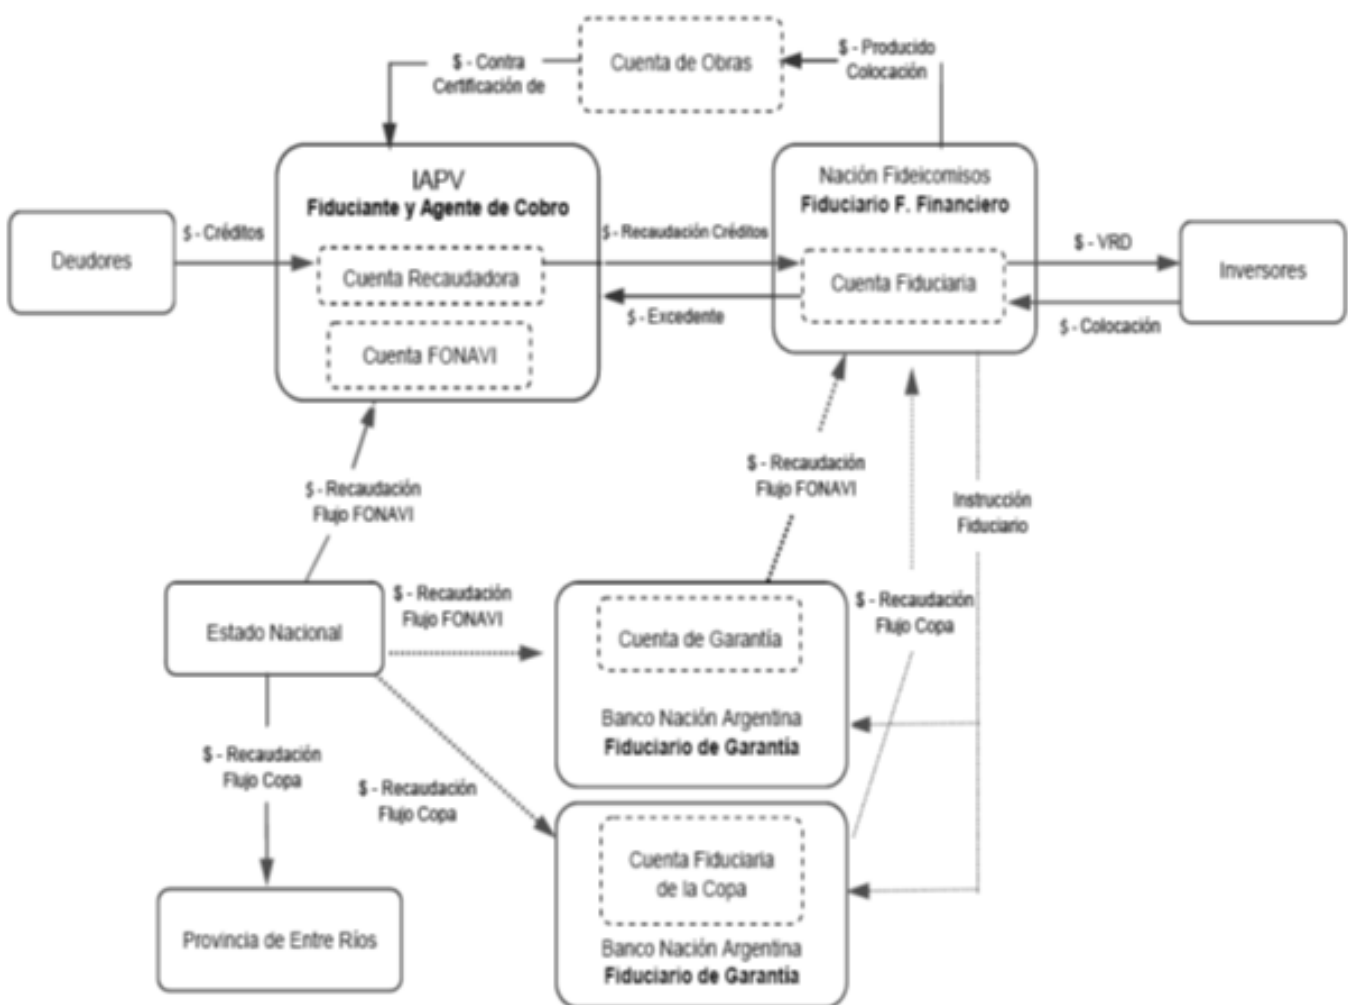 $ - Contra
Certificación de
Cuenta de Obras
$ - Producido
Colocación
IAPV
Fiduciante y Agente de Cobro
Nación Fideicomisos
Fiduciario F. Financiero
Deudores
$ - Créditos
Cuenta Recaudadora
$ - Recaudación Créditos
Cuenta Fiduciaria
$ - VRD
Inversores
$ - Excedente
$ - Colocación
Cuenta FONAVI
$ - Recaudación
Flujo FONAVI
$ - Recaudación
Flujo FONAVI
Instrucción
Fiduciario
Estado Nacional
$ - Recaudación
Flujo FONAVI
Cuenta de Garantía
$ - Recaudación
Flujo Copa
Banco Nación Argentina
Fiduciario de Garantía
$ - Recaudación
Flujo Copa
$ - Recaudación
Flujo Copa
Cuenta Fiduciaria
de la Copa
Provincia de Entre Ríos
Banco Nación Argentina
Fiduciario de Garantía